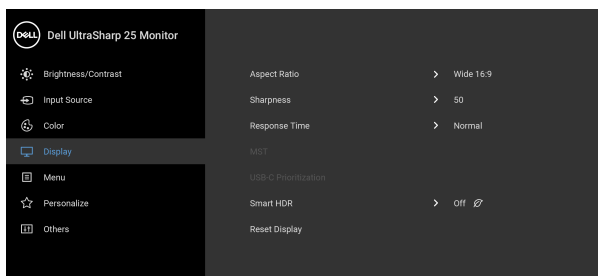 DELL Dell UltraSharp 25 Monitor
Brightness/Contrast
Input Source
Color
Display
Menu
Personalize
Others
Aspect Ratio Wide 16:9
Sharpness 50
Response Time Normal
MST
USB-C Prioritization
Smart HDR Off
Reset Display